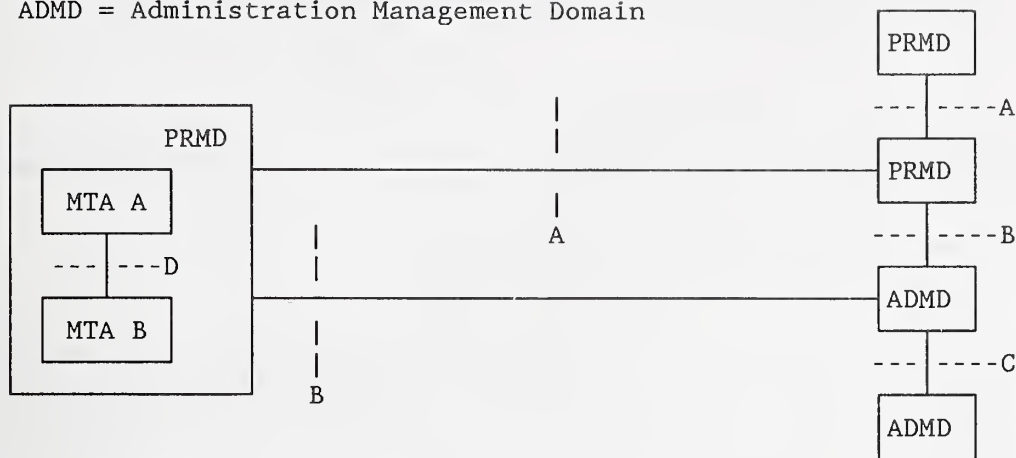 ADMD = Administration Management Domain
PRMD
A
PRMD
MTA A
PRMD
A
B
D
ADMD
MTA B
C
B
ADMD